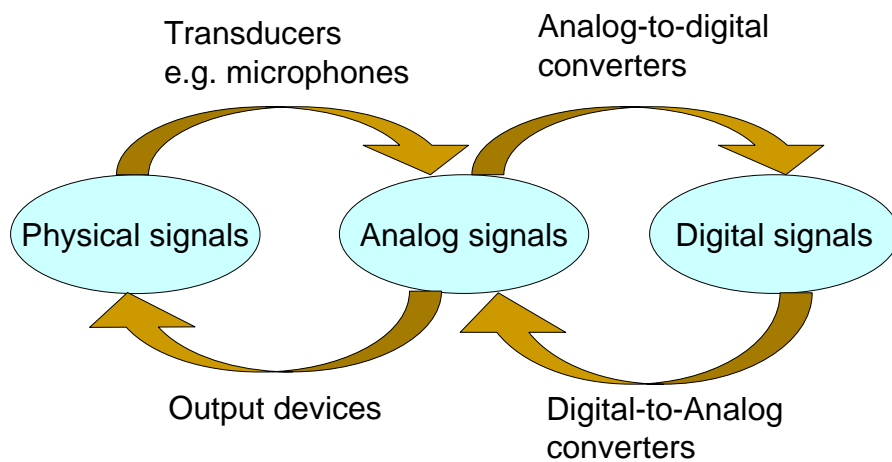 Transducers
e.g. microphones
Analog-to-digital
converters
Physical signals
Analog signals
Digital signals
Output devices
Digital-to-Analog
converters